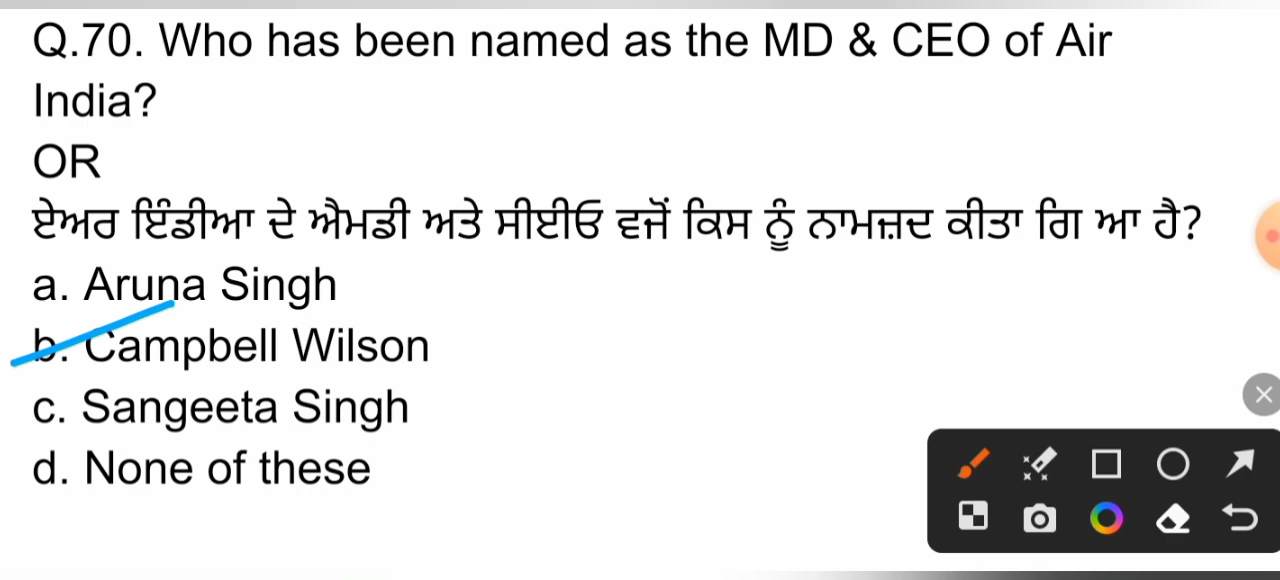 Q.70. Who has been named as the MD & CEO of Air
India?
OR
ਏਅਰ ਇੰਡੀਆ ਦੇ ਐਮਡੀ ਅਤੇ ਸੀਈਓ ਵਜੋਂ ਕਿਸ ਨੂੰ ਨਾਮਜ਼ਦ ਕੀਤਾ ਗਿ ਆ ਹੈ?
a. Aruna Singh
b. Campbell Wilson
c. Sangeeta Singh
d. None of these